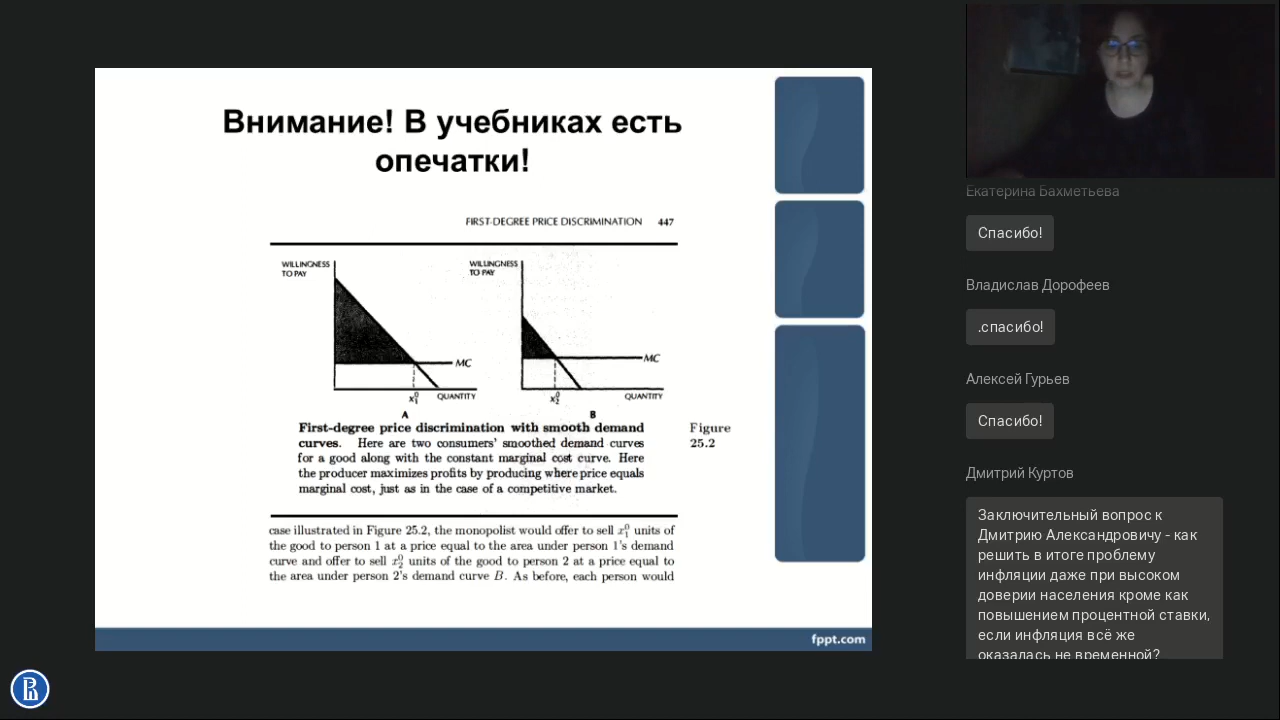 Внимание! В учебниках есть
опечатки!
FIRST-DEGREE PRICE DISCRIMINATION 447
WILLINGNESS
TO PAY
WILLINGNESS
TO PAY
MC
MC
x₁⁰ QUANTITY
x₂⁰ QUANTITY
A
B
First-degree price discrimination with smooth demand
curves. Here are two consumers' smoothed demand curves
for a good along with the constant marginal cost curve. Here
the producer maximizes profits by producing where price equals
marginal cost, just as in the case of a competitive market.
Figure
25.2
case illustrated in Figure 25.2, the monopolist would offer to sell x₁⁰ units of
the good to person 1 at a price equal to the area under person 1's demand
curve and offer to sell x₂⁰ units of the good to person 2 at a price equal to
the area under person 2's demand curve B. As before, each person would
fppt.com
Екатерина Бахметьева
Спасибо!
Владислав Дорофеев
.спасибо!
Алексей Гурьев
Спасибо!
Дмитрий Куртов
Заключительный вопрос к
Дмитрию Александровичу - как
решить в итоге проблему
инфляции даже при высоком
доверии населения кроме как
повышением процентной ставки,
если инфляция всё же
оказалась не временной?